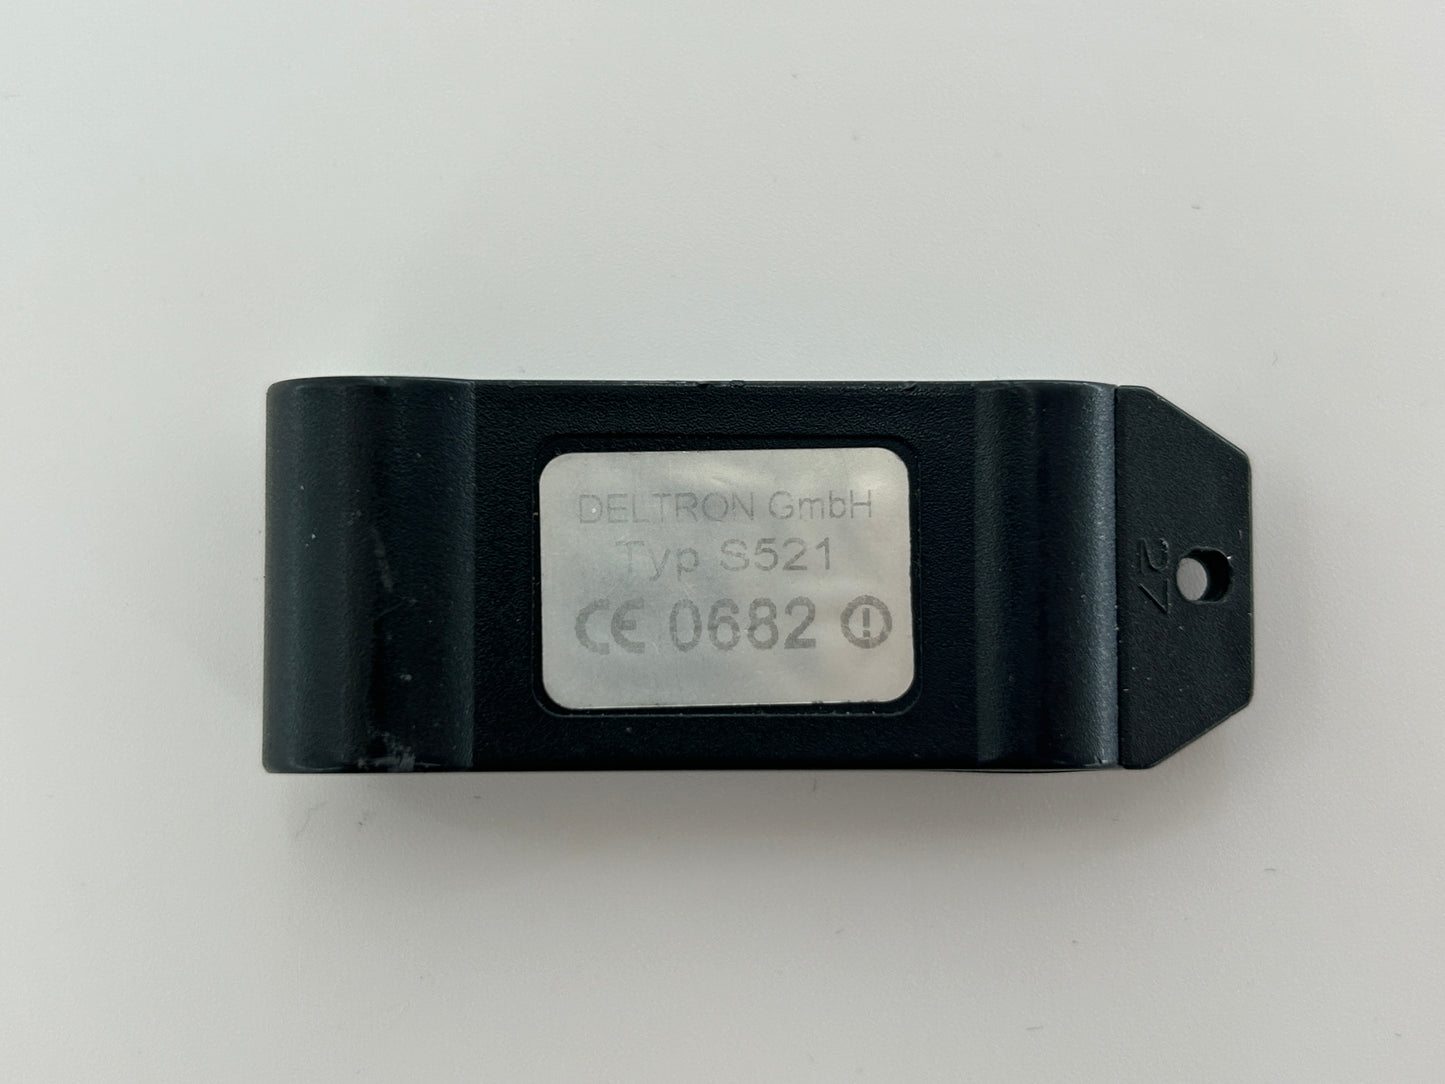 DELTRON GmbH
Typ S521
CE 0682
27